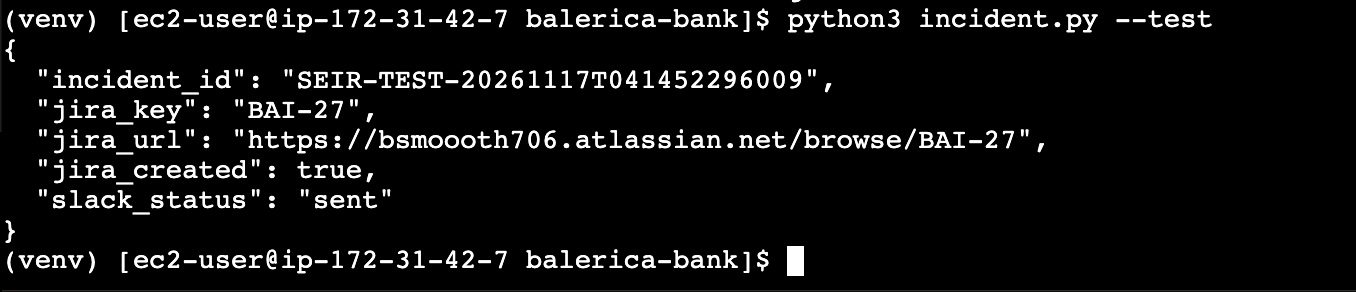 (venv) [ec2-user@ip-172-31-42-7 balerica-bank]$ python3 incident.py --test
{
  "incident_id": "SEIR-TEST-20261117T041452296009",
  "jira_key": "BAI-27",
  "jira_url": "https://bsmoooth706.atlassian.net/browse/BAI-27",
  "jira_created": true,
  "slack_status": "sent"
}
(venv) [ec2-user@ip-172-31-42-7 balerica-bank]$